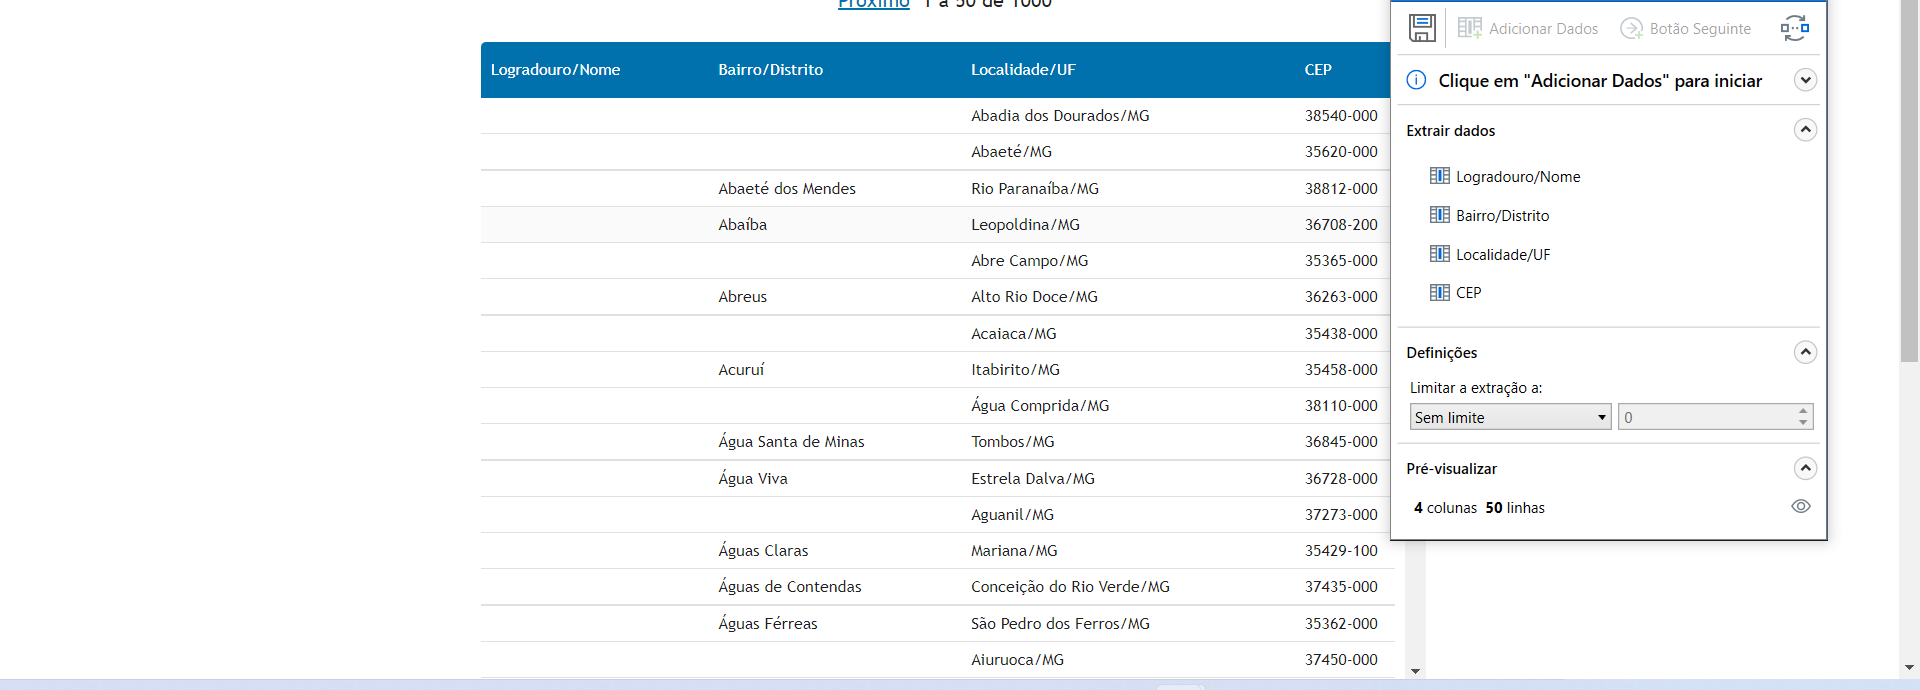 Próximo 1 a 50 de 1000
Logradouro/Nome Bairro/Distrito Localidade/UF CEP
Abadia dos Dourados/MG 38540-000
Abaeté/MG 35620-000
Abaeté dos Mendes Rio Paranaíba/MG 38812-000
Abaíba Leopoldina/MG 36708-200
Abre Campo/MG 35365-000
Abreus Alto Rio Doce/MG 36263-000
Acaiaca/MG 35438-000
Acuruí Itabirito/MG 35458-000
Água Comprida/MG 38110-000
Água Santa de Minas Tombos/MG 36845-000
Água Viva Estrela Dalva/MG 36728-000
Aguanil/MG 37273-000
Águas Claras Mariana/MG 35429-100
Águas de Contendas Conceição do Rio Verde/MG 37435-000
Águas Férreas São Pedro dos Ferros/MG 35362-000
Aiuruoca/MG 37450-000
Adicionar Dados Botão Seguinte
Clique em "Adicionar Dados" para iniciar
Extrair dados
Logradouro/Nome
Bairro/Distrito
Localidade/UF
CEP
Definições
Limitar a extração a:
Sem limite 0
Pré-visualizar
4 colunas 50 linhas